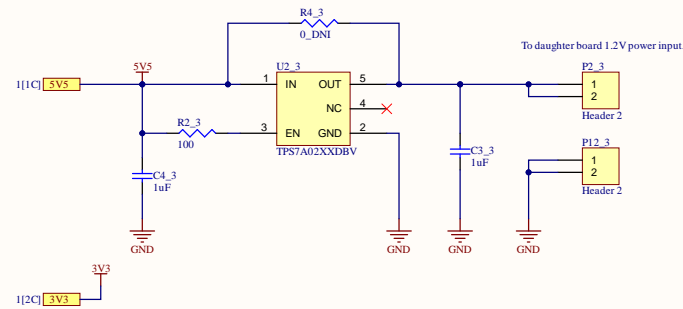 R4_3
0_DNI
To daughter board 1.2V power input
5V5
U2_3
P2_3
1[1C] 5V5
1 IN OUT 5
1
2
NC 4
Header 2
R2_3
100
3 EN GND 2
TPS7A02XXDBV
P12_3
C4_3
1uF
C3_3
1uF
1
2
Header 2
GND
GND
GND
GND
3V3
1[2C] 3V3